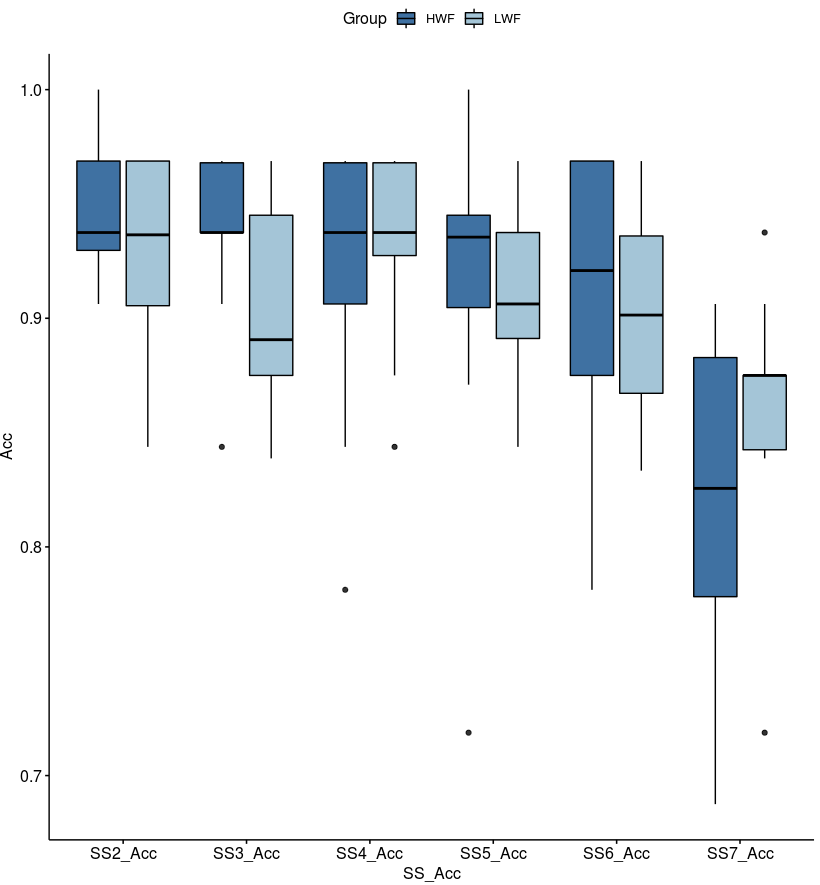 Group HWF LWF
1.0
0.9
0.8
0.7
Acc
SS2_Acc SS3_Acc SS4_Acc SS5_Acc SS6_Acc SS7_Acc
SS_Acc